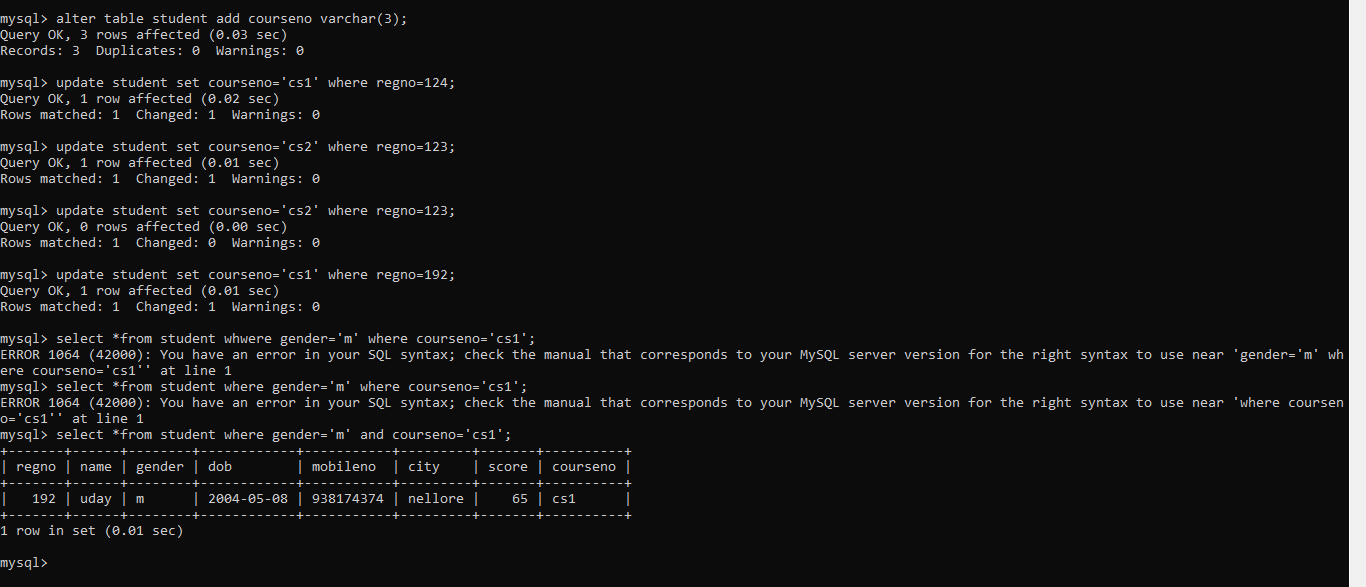 mysql> alter table student add courseno varchar(3);
Query OK, 3 rows affected (0.03 sec)
Records: 3  Duplicates: 0  Warnings: 0

mysql> update student set courseno='cs1' where regno=124;
Query OK, 1 row affected (0.02 sec)
Rows matched: 1  Changed: 1  Warnings: 0

mysql> update student set courseno='cs2' where regno=123;
Query OK, 1 row affected (0.01 sec)
Rows matched: 1  Changed: 1  Warnings: 0

mysql> update student set courseno='cs2' where regno=123;
Query OK, 0 rows affected (0.00 sec)
Rows matched: 1  Changed: 0  Warnings: 0

mysql> update student set courseno='cs1' where regno=192;
Query OK, 1 row affected (0.01 sec)
Rows matched: 1  Changed: 1  Warnings: 0

mysql> select *from student whwere gender='m' where courseno='cs1';
ERROR 1064 (42000): You have an error in your SQL syntax; check the manual that corresponds to your MySQL server version for the right syntax to use near 'gender='m' wh
ere courseno='cs1'' at line 1
mysql> select *from student where gender='m' where courseno='cs1';
ERROR 1064 (42000): You have an error in your SQL syntax; check the manual that corresponds to your MySQL server version for the right syntax to use near 'where coursen
o='cs1'' at line 1
mysql> select *from student where gender='m' and courseno='cs1';
+-------+------+--------+------------+-----------+---------+-------+----------+
| regno | name | gender | dob        | mobileno  | city    | score | courseno |
+-------+------+--------+------------+-----------+---------+-------+----------+
|   192 | uday | m      | 2004-05-08 | 938174374 | nellore |    65 | cs1      |
+-------+------+--------+------------+-----------+---------+-------+----------+
1 row in set (0.01 sec)

mysql>